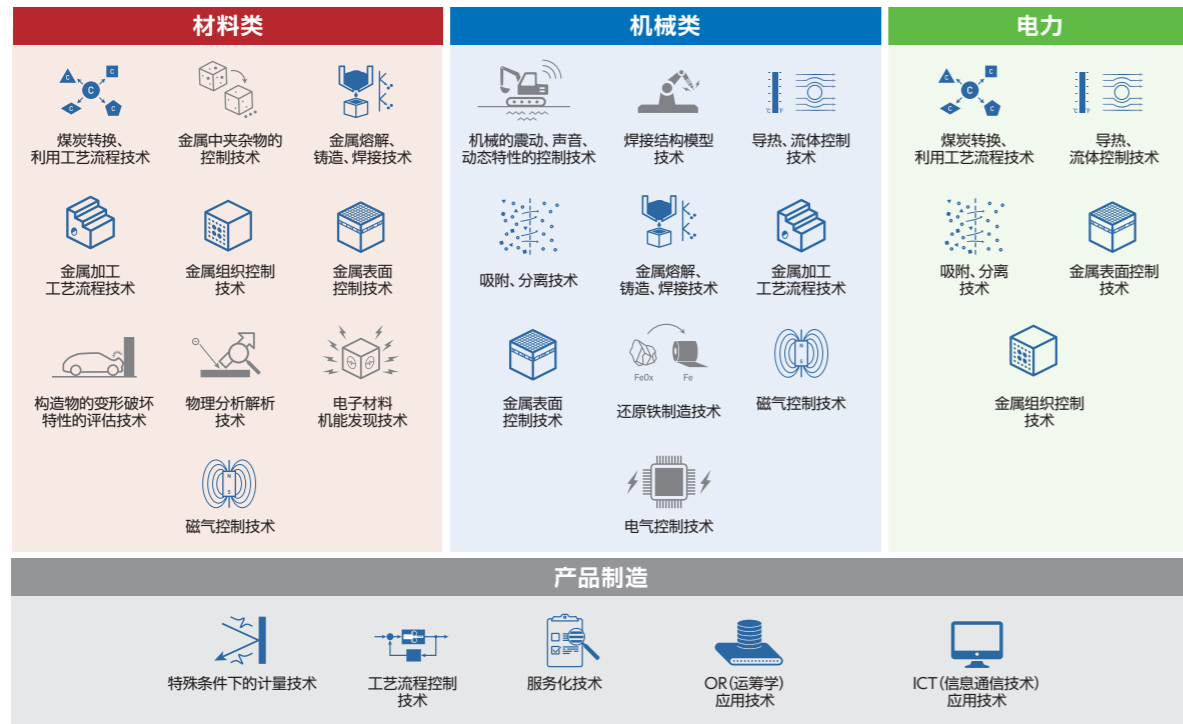 材料类
煤炭转换、
利用工艺流程技术
金属中夹杂物的
控制技术
金属熔解、
铸造、焊接技术
金属加工
工艺流程技术
金属组织控制
技术
金属表面
控制技术
构造物的变形破坏
特性的评估技术
物理分析解析
技术
电子材料
机能发现技术
N
S
磁气控制技术
机械类
机械的震动、声音、
动态特性的控制技术
焊接结构模型
技术
℃
°F
导热、流体控制
技术
吸附、分离技术
金属熔解、
铸造、焊接技术
金属加工
工艺流程技术
金属表面
控制技术
FeOx
Fe
还原铁制造技术
N
S
磁气控制技术
电气控制技术
电力
C
C
C
C
C
煤炭转换、
利用工艺流程技术
℃
°F
导热、
流体控制技术
吸附、分离
技术
金属表面控制
技术
金属组织控制
技术
产品制造
特殊条件下的计量技术
工艺流程控制
技术
服务化技术
OR(运筹学)
应用技术
ICT(信息通信技术)
应用技术